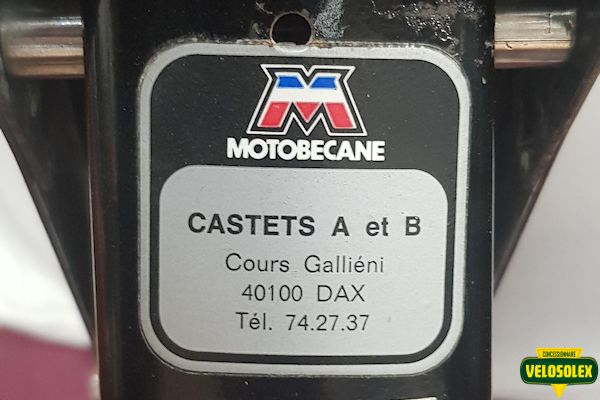 M
MOTOBECANE
CASTETS A et B
Cours Galliéni
40100 DAX
Tél. 74.27.37
CONCESSIONNAIRE
VELOSOLEX